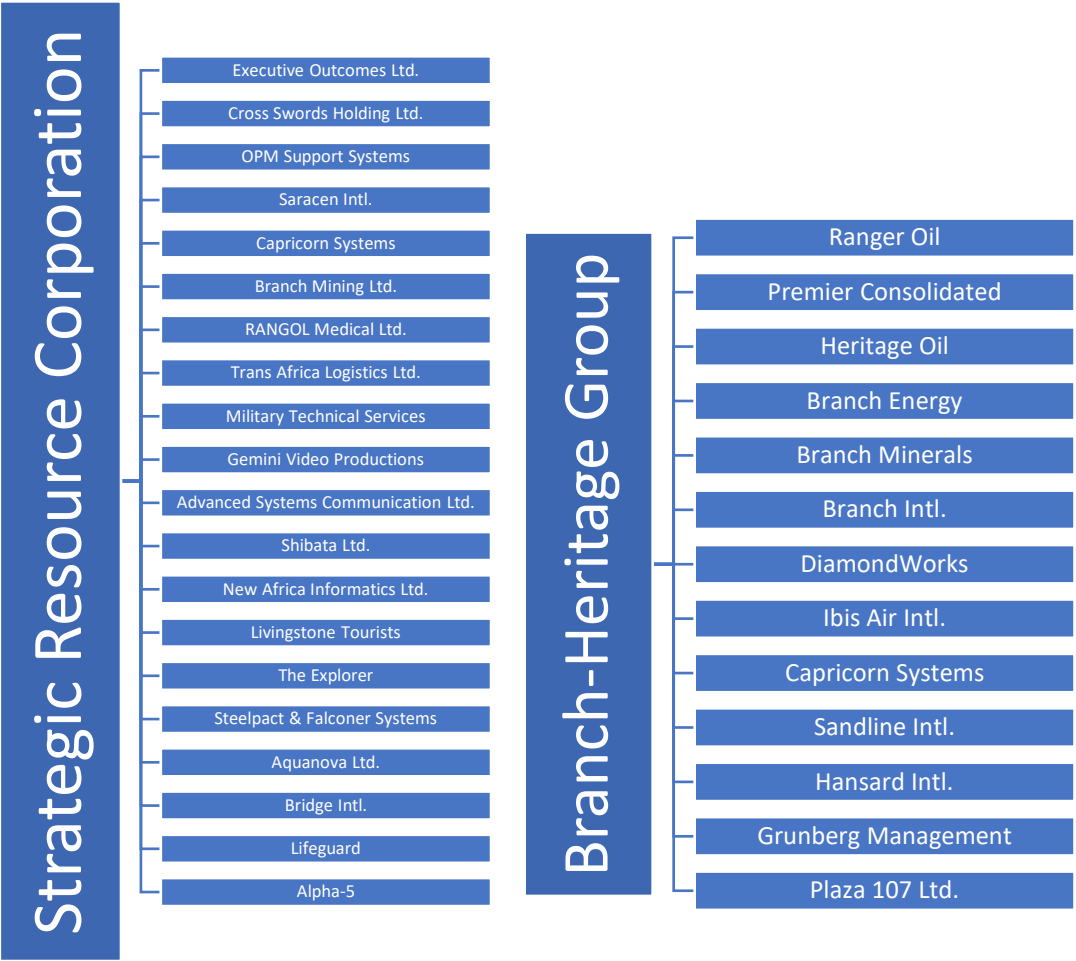 Strategic Resource Corporation
Executive Outcomes Ltd.
Cross Swords Holding Ltd.
OPM Support Systems
Saracen Intl.
Capricorn Systems
Branch Mining Ltd.
RANGOL Medical Ltd.
Trans Africa Logistics Ltd.
Military Technical Services
Gemini Video Productions
Advanced Systems Communication Ltd.
Shibata Ltd.
New Africa Informatics Ltd.
Livingstone Tourists
The Explorer
Steelpact & Falconer Systems
Aquanova Ltd.
Bridge Intl.
Lifeguard
Alpha-5
Branch-Heritage Group
Ranger Oil
Premier Consolidated
Heritage Oil
Branch Energy
Branch Minerals
Branch Intl.
DiamondWorks
Ibis Air Intl.
Capricorn Systems
Sandline Intl.
Hansard Intl.
Grunberg Management
Plaza 107 Ltd.